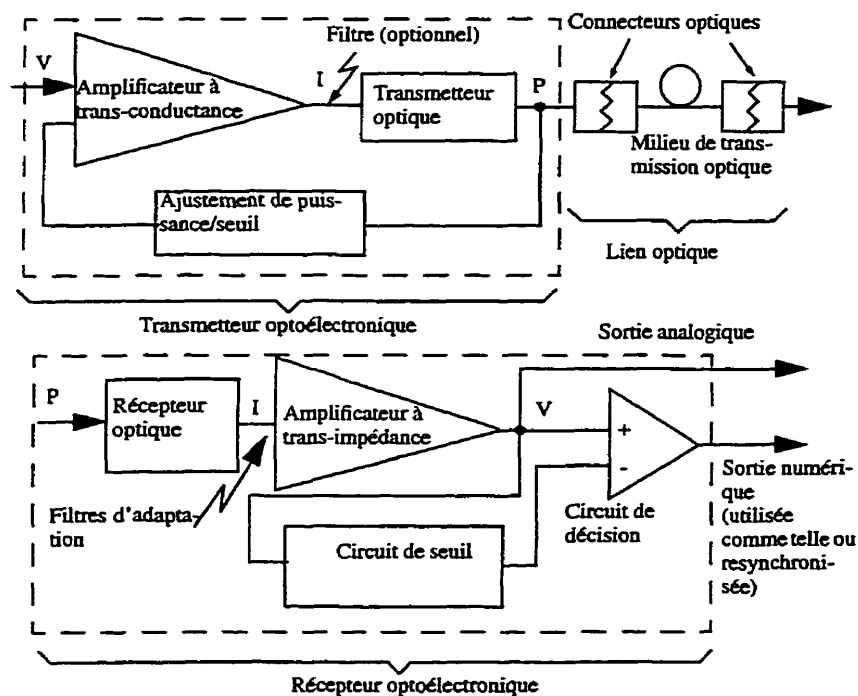 Filtre (optionnel)
Connecteurs optiques
V
Amplificateur à
trans-conductance
I
Transmetteur
optique
P
Milieu de trans-
mission optique
Ajustement de puis-
sance/seuil
Lien optique
Transmetteur optoélectronique
Sortie analogique
P
Récepteur
optique
I
Amplificateur à
trans-impédance
V
+
-
Filtres d'adapta-
tion
Circuit de seuil
Circuit de
décision
Sortie numéri-
que
(utilisée
comme telle ou
resynchroni-
sée)
Récepteur optoélectronique